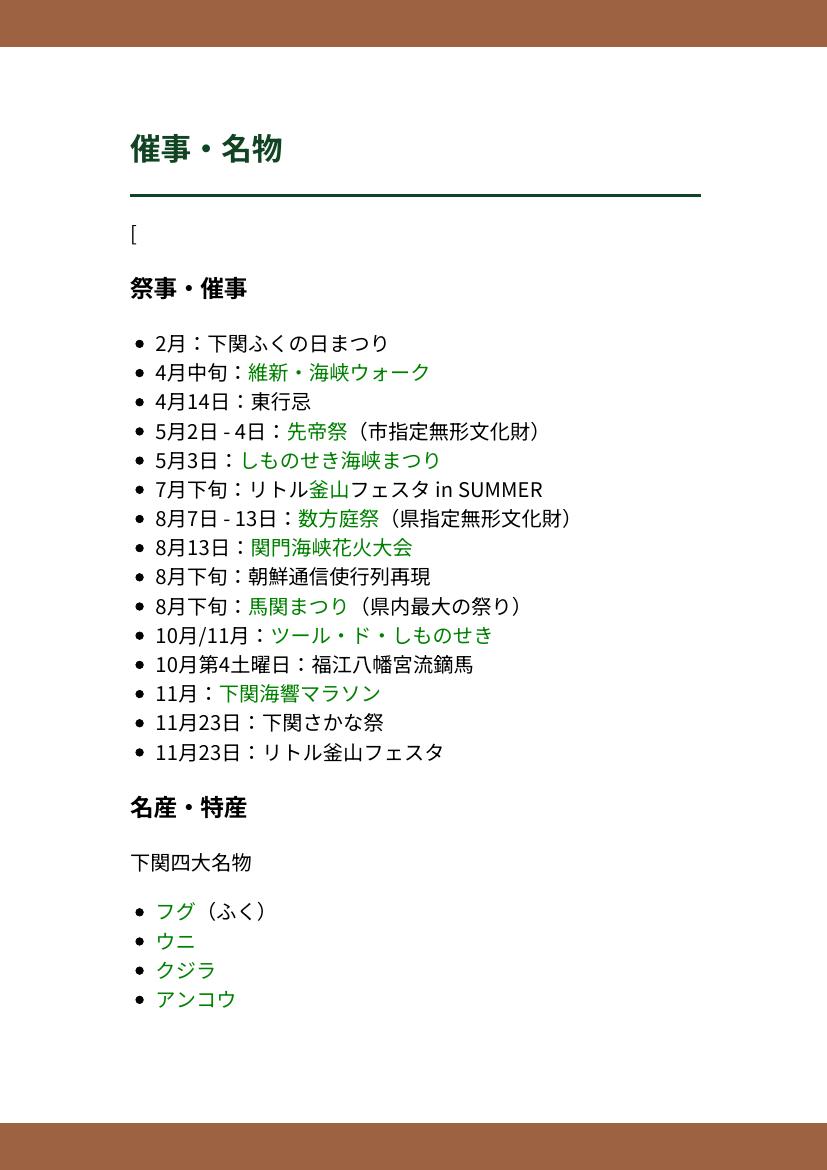 催事・名物
[
祭事・催事
2月：下関ふくの日まつり
4月中旬：維新・海峡ウォーク
4月14日：東行忌
5月2日 - 4日：先帝祭（市指定無形文化財）
5月3日：しものせき海峡まつり
7月下旬：リトル釜山フェスタ in SUMMER
8月7日 - 13日：数方庭祭（県指定無形文化財）
8月13日：関門海峡花火大会
8月下旬：朝鮮通信使行列再現
8月下旬：馬関まつり（県内最大の祭り）
10月/11月：ツール・ド・しものせき
10月第4土曜日：福江八幡宮流鏑馬
11月：下関海響マラソン
11月23日：下関さかな祭
11月23日：リトル釜山フェスタ
名産・特産
下関四大名物
フグ（ふく）
ウニ
クジラ
アンコウ